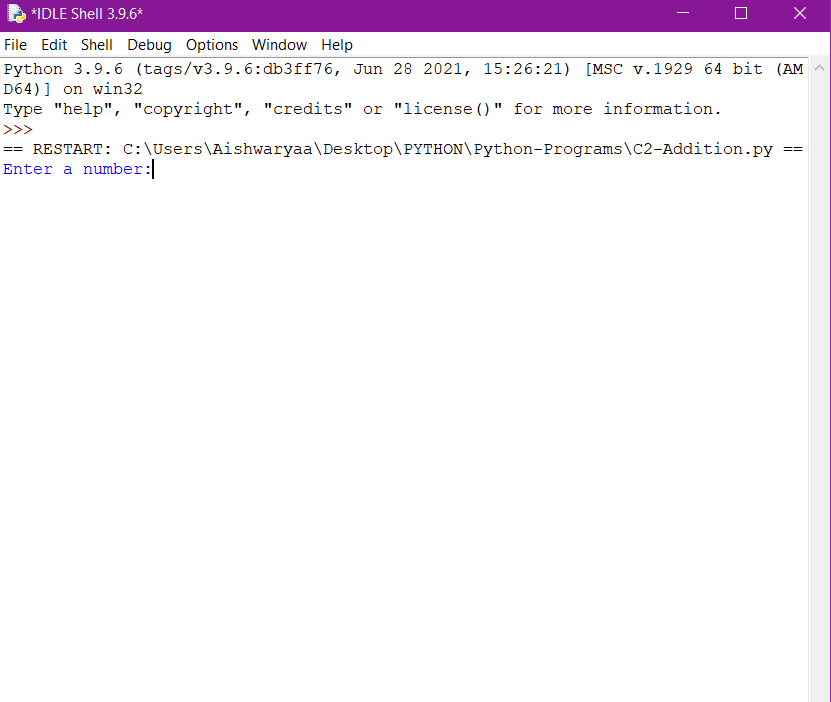 *IDLE Shell 3.9.6*
File Edit Shell Debug Options Window Help
Python 3.9.6 (tags/v3.9.6:db3ff76, Jun 28 2021, 15:26:21) [MSC v.1929 64 bit (AM
D64)] on win32
Type "help", "copyright", "credits" or "license()" for more information.
>>>
== RESTART: C:\Users\Aishwaryaa\Desktop\PYTHON\Python-Programs\C2-Addition.py ==
Enter a number: